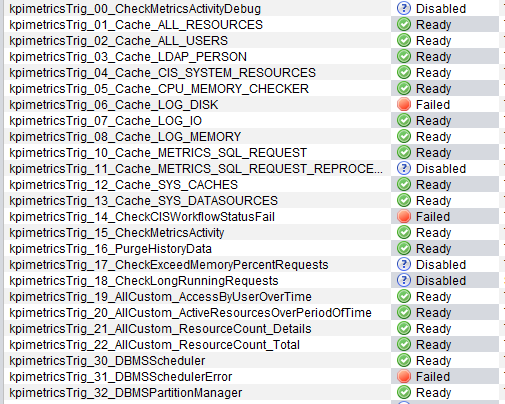 kpimetricsTrig_00_CheckMetricsActivityDebug Disabled
kpimetricsTrig_01_Cache_ALL_RESOURCES Ready
kpimetricsTrig_02_Cache_ALL_USERS Ready
kpimetricsTrig_03_Cache_LDAP_PERSON Ready
kpimetricsTrig_04_Cache_CIS_SYSTEM_RESOURCES Ready
kpimetricsTrig_05_Cache_CPU_MEMORY_CHECKER Ready
kpimetricsTrig_06_Cache_LOG_DISK Failed
kpimetricsTrig_07_Cache_LOG_IO Ready
kpimetricsTrig_08_Cache_LOG_MEMORY Ready
kpimetricsTrig_10_Cache_METRICS_SQL_REQUEST Ready
kpimetricsTrig_11_Cache_METRICS_SQL_REQUEST_REPROCE... Disabled
kpimetricsTrig_12_Cache_SYS_CACHES Ready
kpimetricsTrig_13_Cache_SYS_DATASOURCES Ready
kpimetricsTrig_14_CheckCISWorkflowStatusFail Failed
kpimetricsTrig_15_CheckMetricsActivity Ready
kpimetricsTrig_16_PurgeHistoryData Ready
kpimetricsTrig_17_CheckExceedMemoryPercentRequests Disabled
kpimetricsTrig_18_CheckLongRunningRequests Disabled
kpimetricsTrig_19_AllCustom_AccessByUserOverTime Ready
kpimetricsTrig_20_AllCustom_ActiveResourcesOverPeriodOfTime Ready
kpimetricsTrig_21_AllCustom_ResourceCount_Details Ready
kpimetricsTrig_22_AllCustom_ResourceCount_Total Ready
kpimetricsTrig_30_DBMSScheduler Ready
kpimetricsTrig_31_DBMSSchedulerError Failed
kpimetricsTrig_32_DBMSPartitionManager Ready